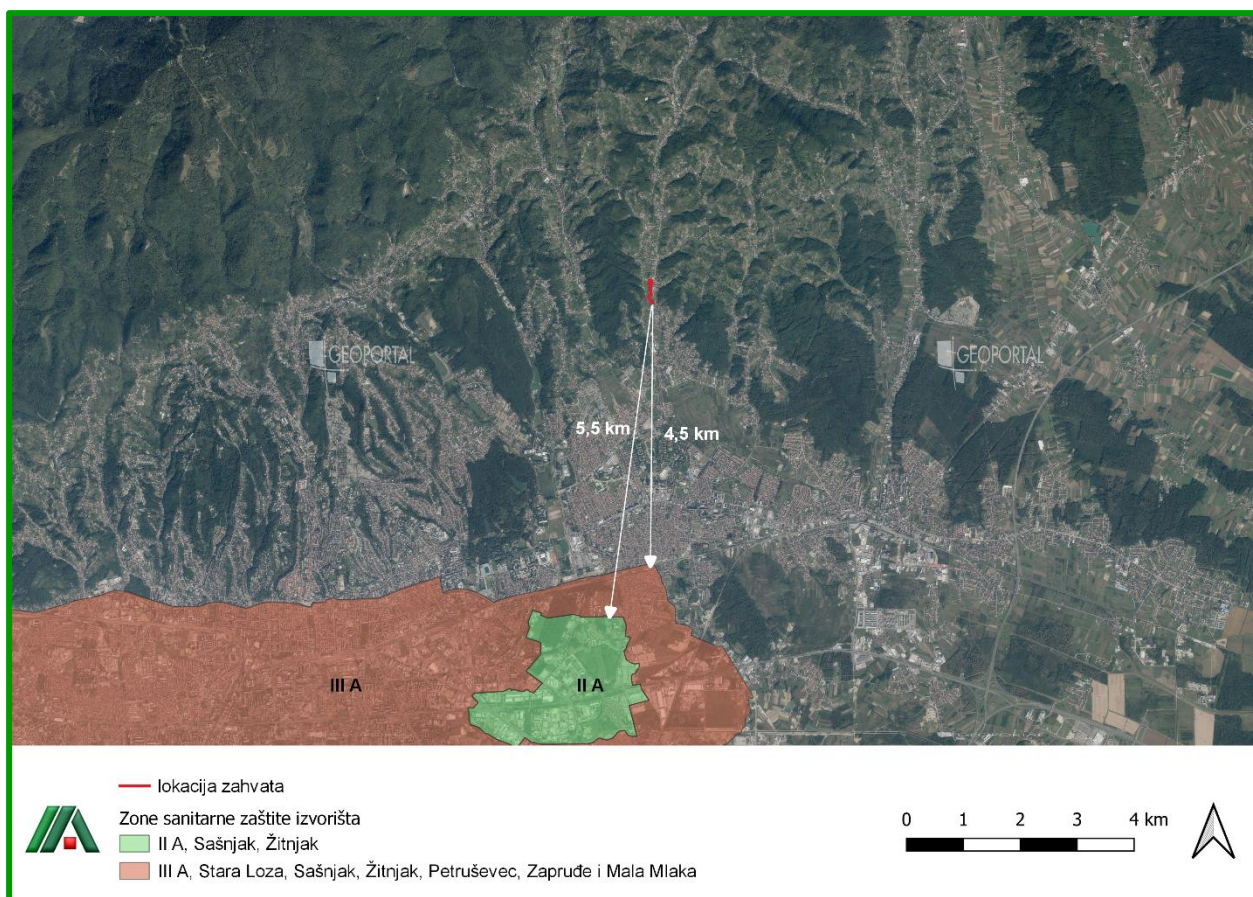 GEOPORTAL
GEOPORTAL
5,5 km
4,5 km
III A
II A
lokacija zahvata
Zone sanitarne zaštite izvorišta
II A, Sašnjak, Žitnjak
III A, Stara Loza, Sašnjak, Žitnjak, Petruševec, Zapruđe i Mala Mlaka
0 1 2 3 4 km